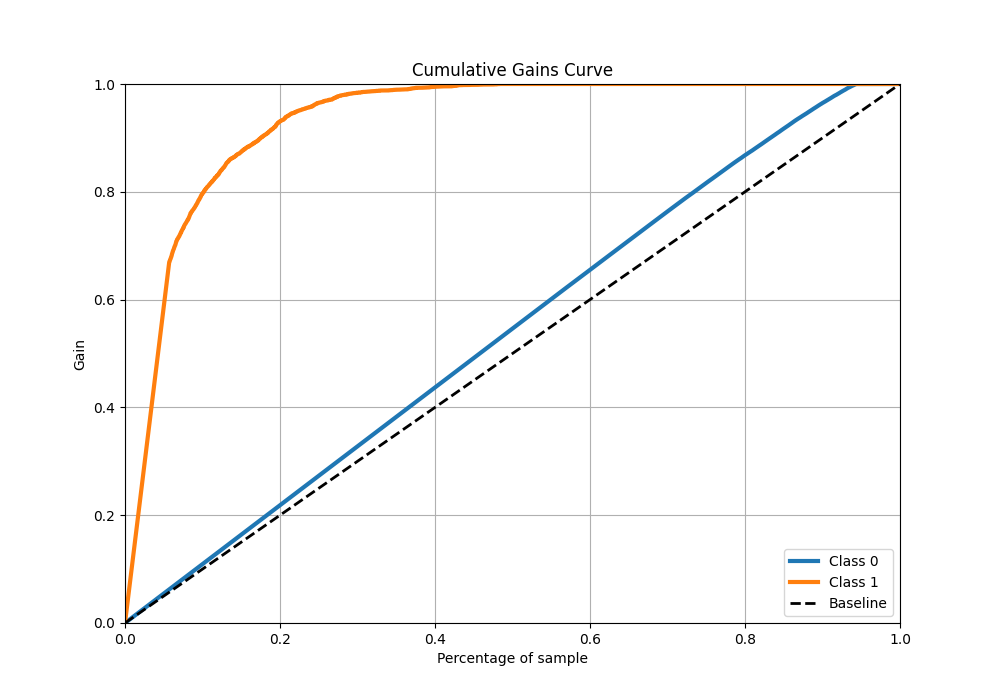 Cumulative Gains Curve
1.0
0.8
0.6
0.4
0.2
0.0
Gain
0.0 0.2 0.4 0.6 0.8 1.0
Percentage of sample
Class 0
Class 1
Baseline